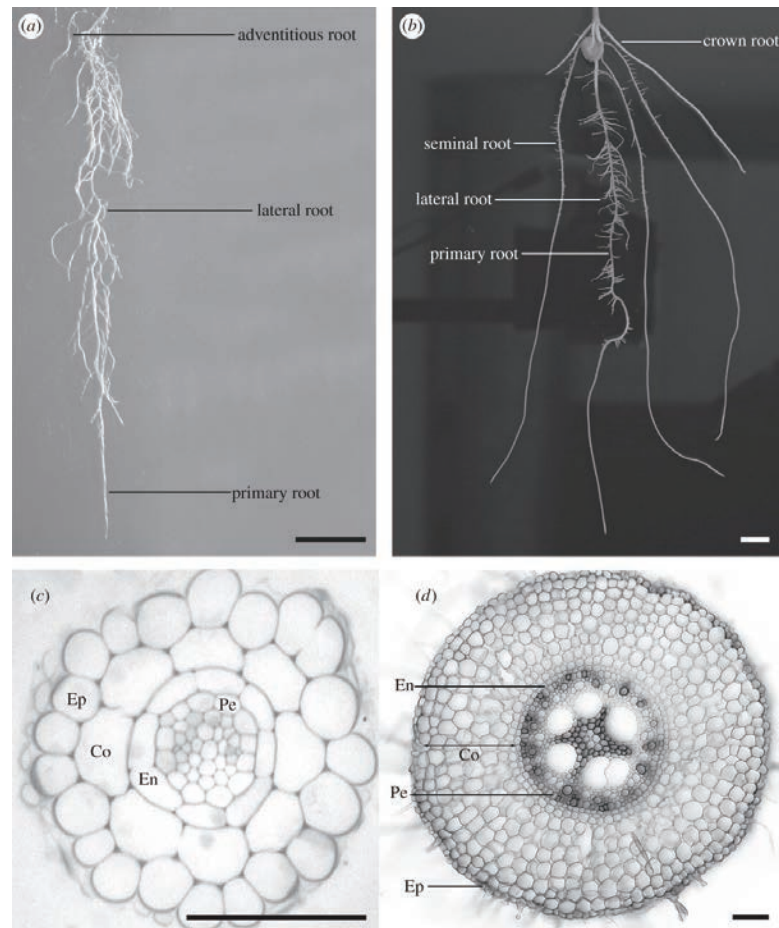 (a)
adventitious root
lateral root
primary root
(b)
crown root
seminal root
lateral root
primary root
(c)
Ep
Pe
Co
En
(d)
En
Co
Pe
Ep